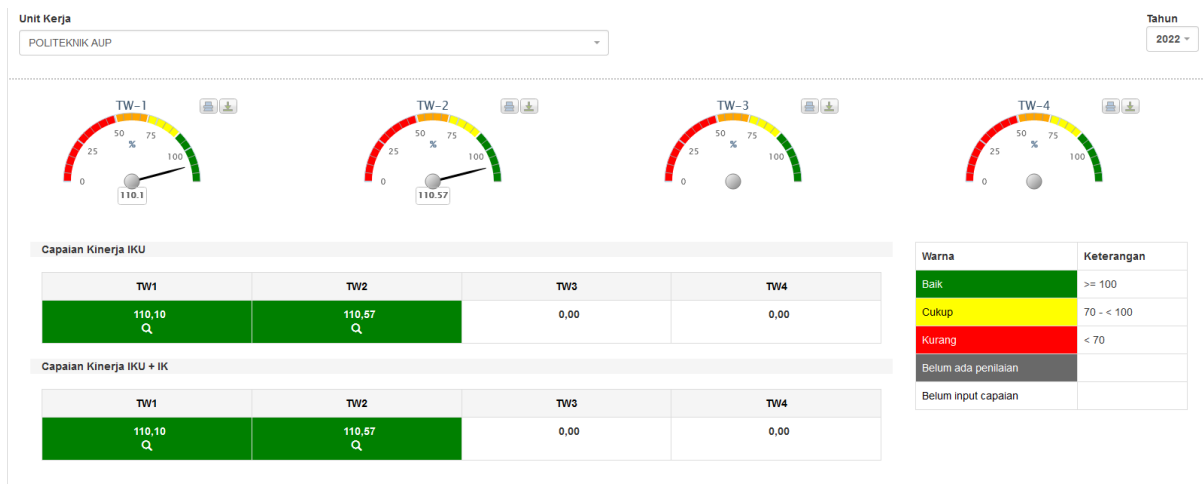 Unit Kerja
Tahun
POLITEKNIK AUP
2022
TW-1
0 25 50 75 100
%
110.1
TW-2
0 25 50 75 100
%
110.57
TW-3
0 25 50 75 100
%
TW-4
0 25 50 75 100
%
Capaian Kinerja IKU
TW1 TW2 TW3 TW4
110,10 110,57 0,00 0,00
Capaian Kinerja IKU + IK
TW1 TW2 TW3 TW4
110,10 110,57 0,00 0,00
Warna Keterangan
Baik >= 100
Cukup 70 - < 100
Kurang < 70
Belum ada penilaian
Belum input capaian